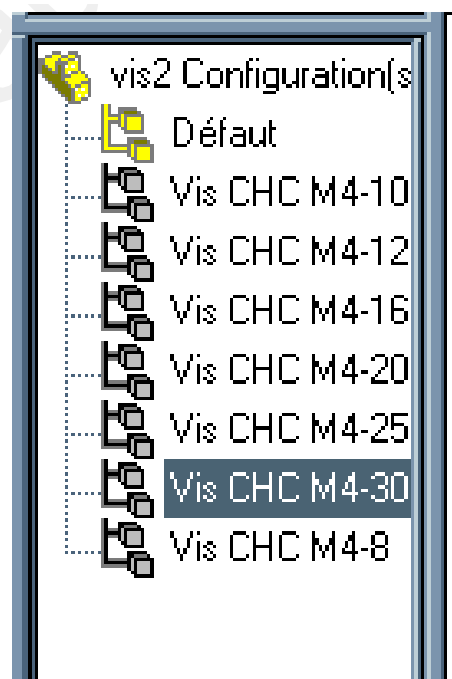 vis2 Configuration(s
Défaut
Vis CHC M4-10
Vis CHC M4-12
Vis CHC M4-16
Vis CHC M4-20
Vis CHC M4-25
Vis CHC M4-30
Vis CHC M4-8